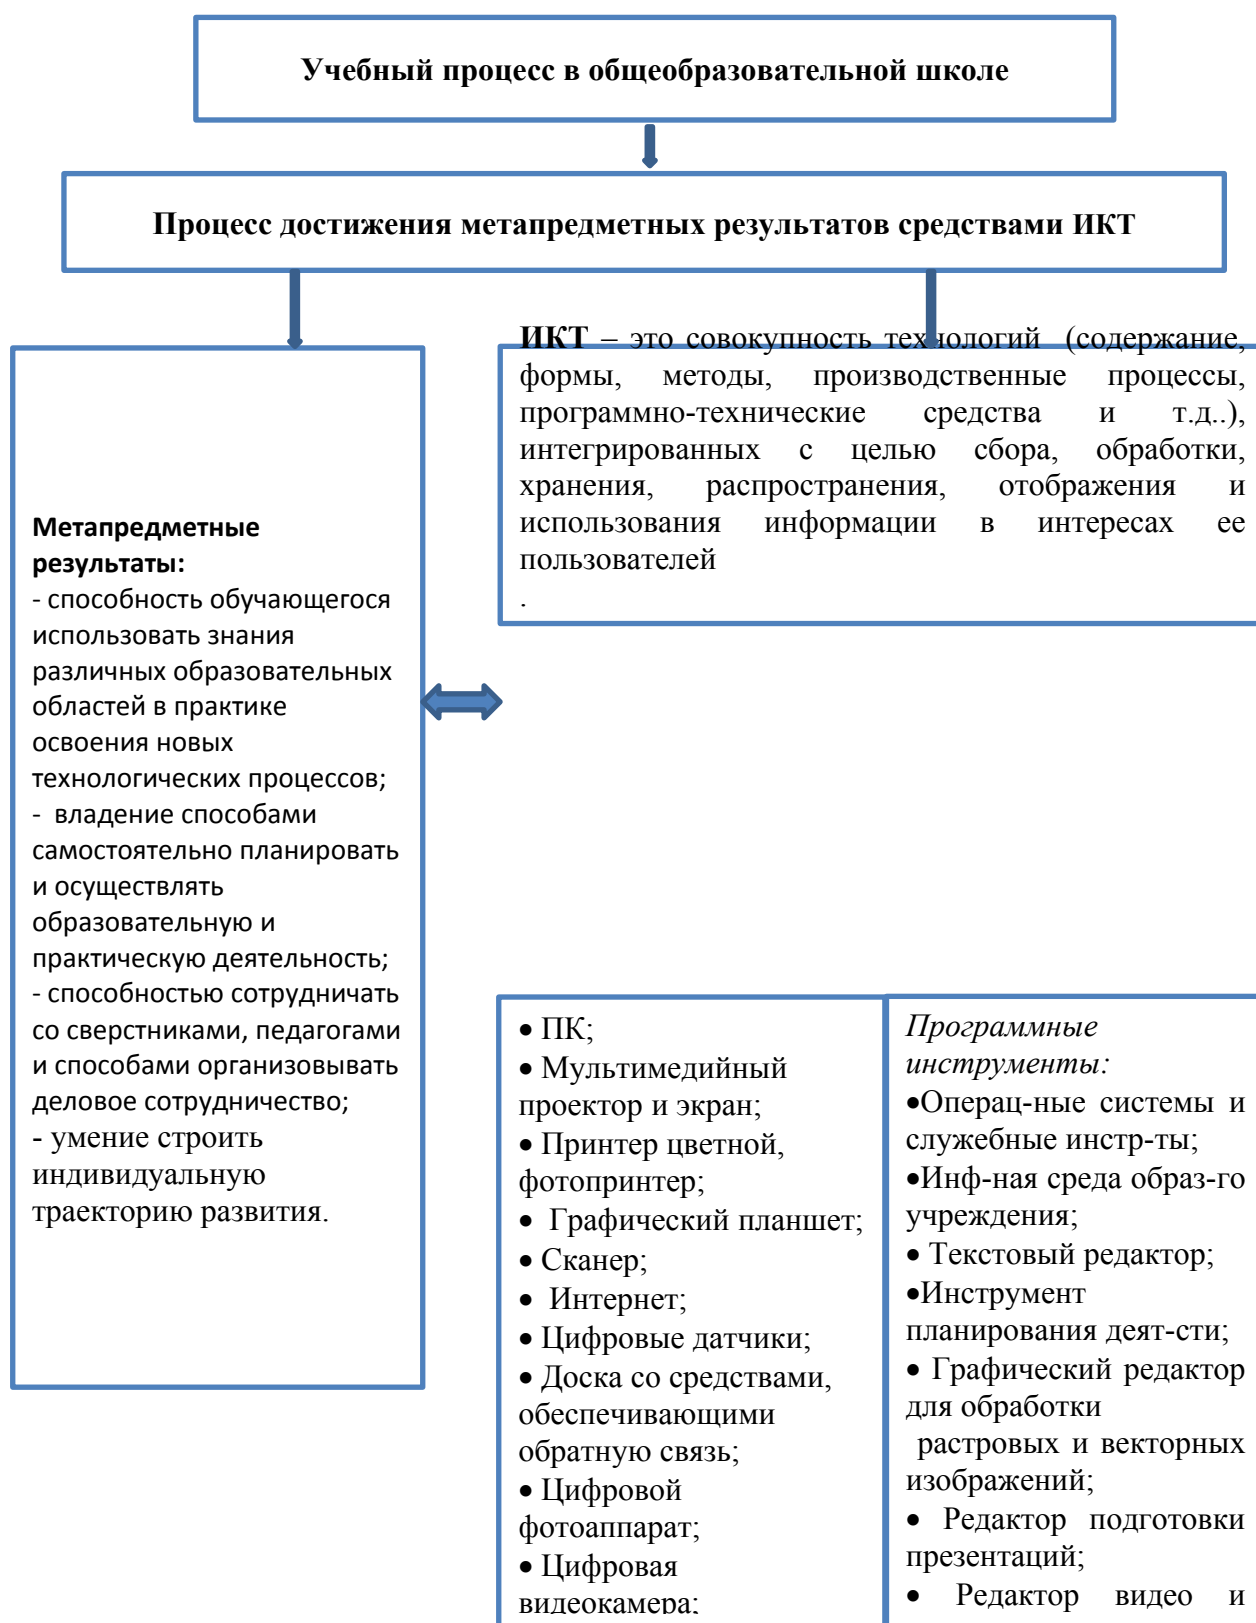 Учебный процесс в общеобразовательной школе
Процесс достижения метапредметных результатов средствами ИКТ
Метапредметные
результаты:
- способность обучающегося
использовать знания
различных образовательных
областей в практике
освоения новых
технологических процессов;
- владение способами
самостоятельно планировать
и осуществлять
образовательную и
практическую деятельность;
- способностью сотрудничать
со сверстниками, педагогами
и способами организовывать
деловое сотрудничество;
- умение строить
индивидуальную
траекторию развития.
ИКТ – это совокупность технологий (содержание,
формы, методы, производственные процессы,
программно-технические средства и т.д..),
интегрированных с целью сбора, обработки,
хранения, распространения, отображения и
использования информации в интересах ее
пользователей
.
• ПК;
• Мультимедийный
проектор и экран;
• Принтер цветной,
фотопринтер;
• Графический планшет;
• Сканер;
• Интернет;
• Цифровые датчики;
• Доска со средствами,
обеспечивающими
обратную связь;
• Цифровой
фотоаппарат;
• Цифровая
видеокамера;
Программные
инструменты:
•Операц-ные системы и
служебные инстр-ты;
•Инф-ная среда образ-го
учреждения;
• Текстовый редактор;
•Инструмент
планирования деят-сти;
• Графический редактор
для обработки
растровых и векторных
изображений;
• Редактор подготовки
презентаций;
• Редактор видео и